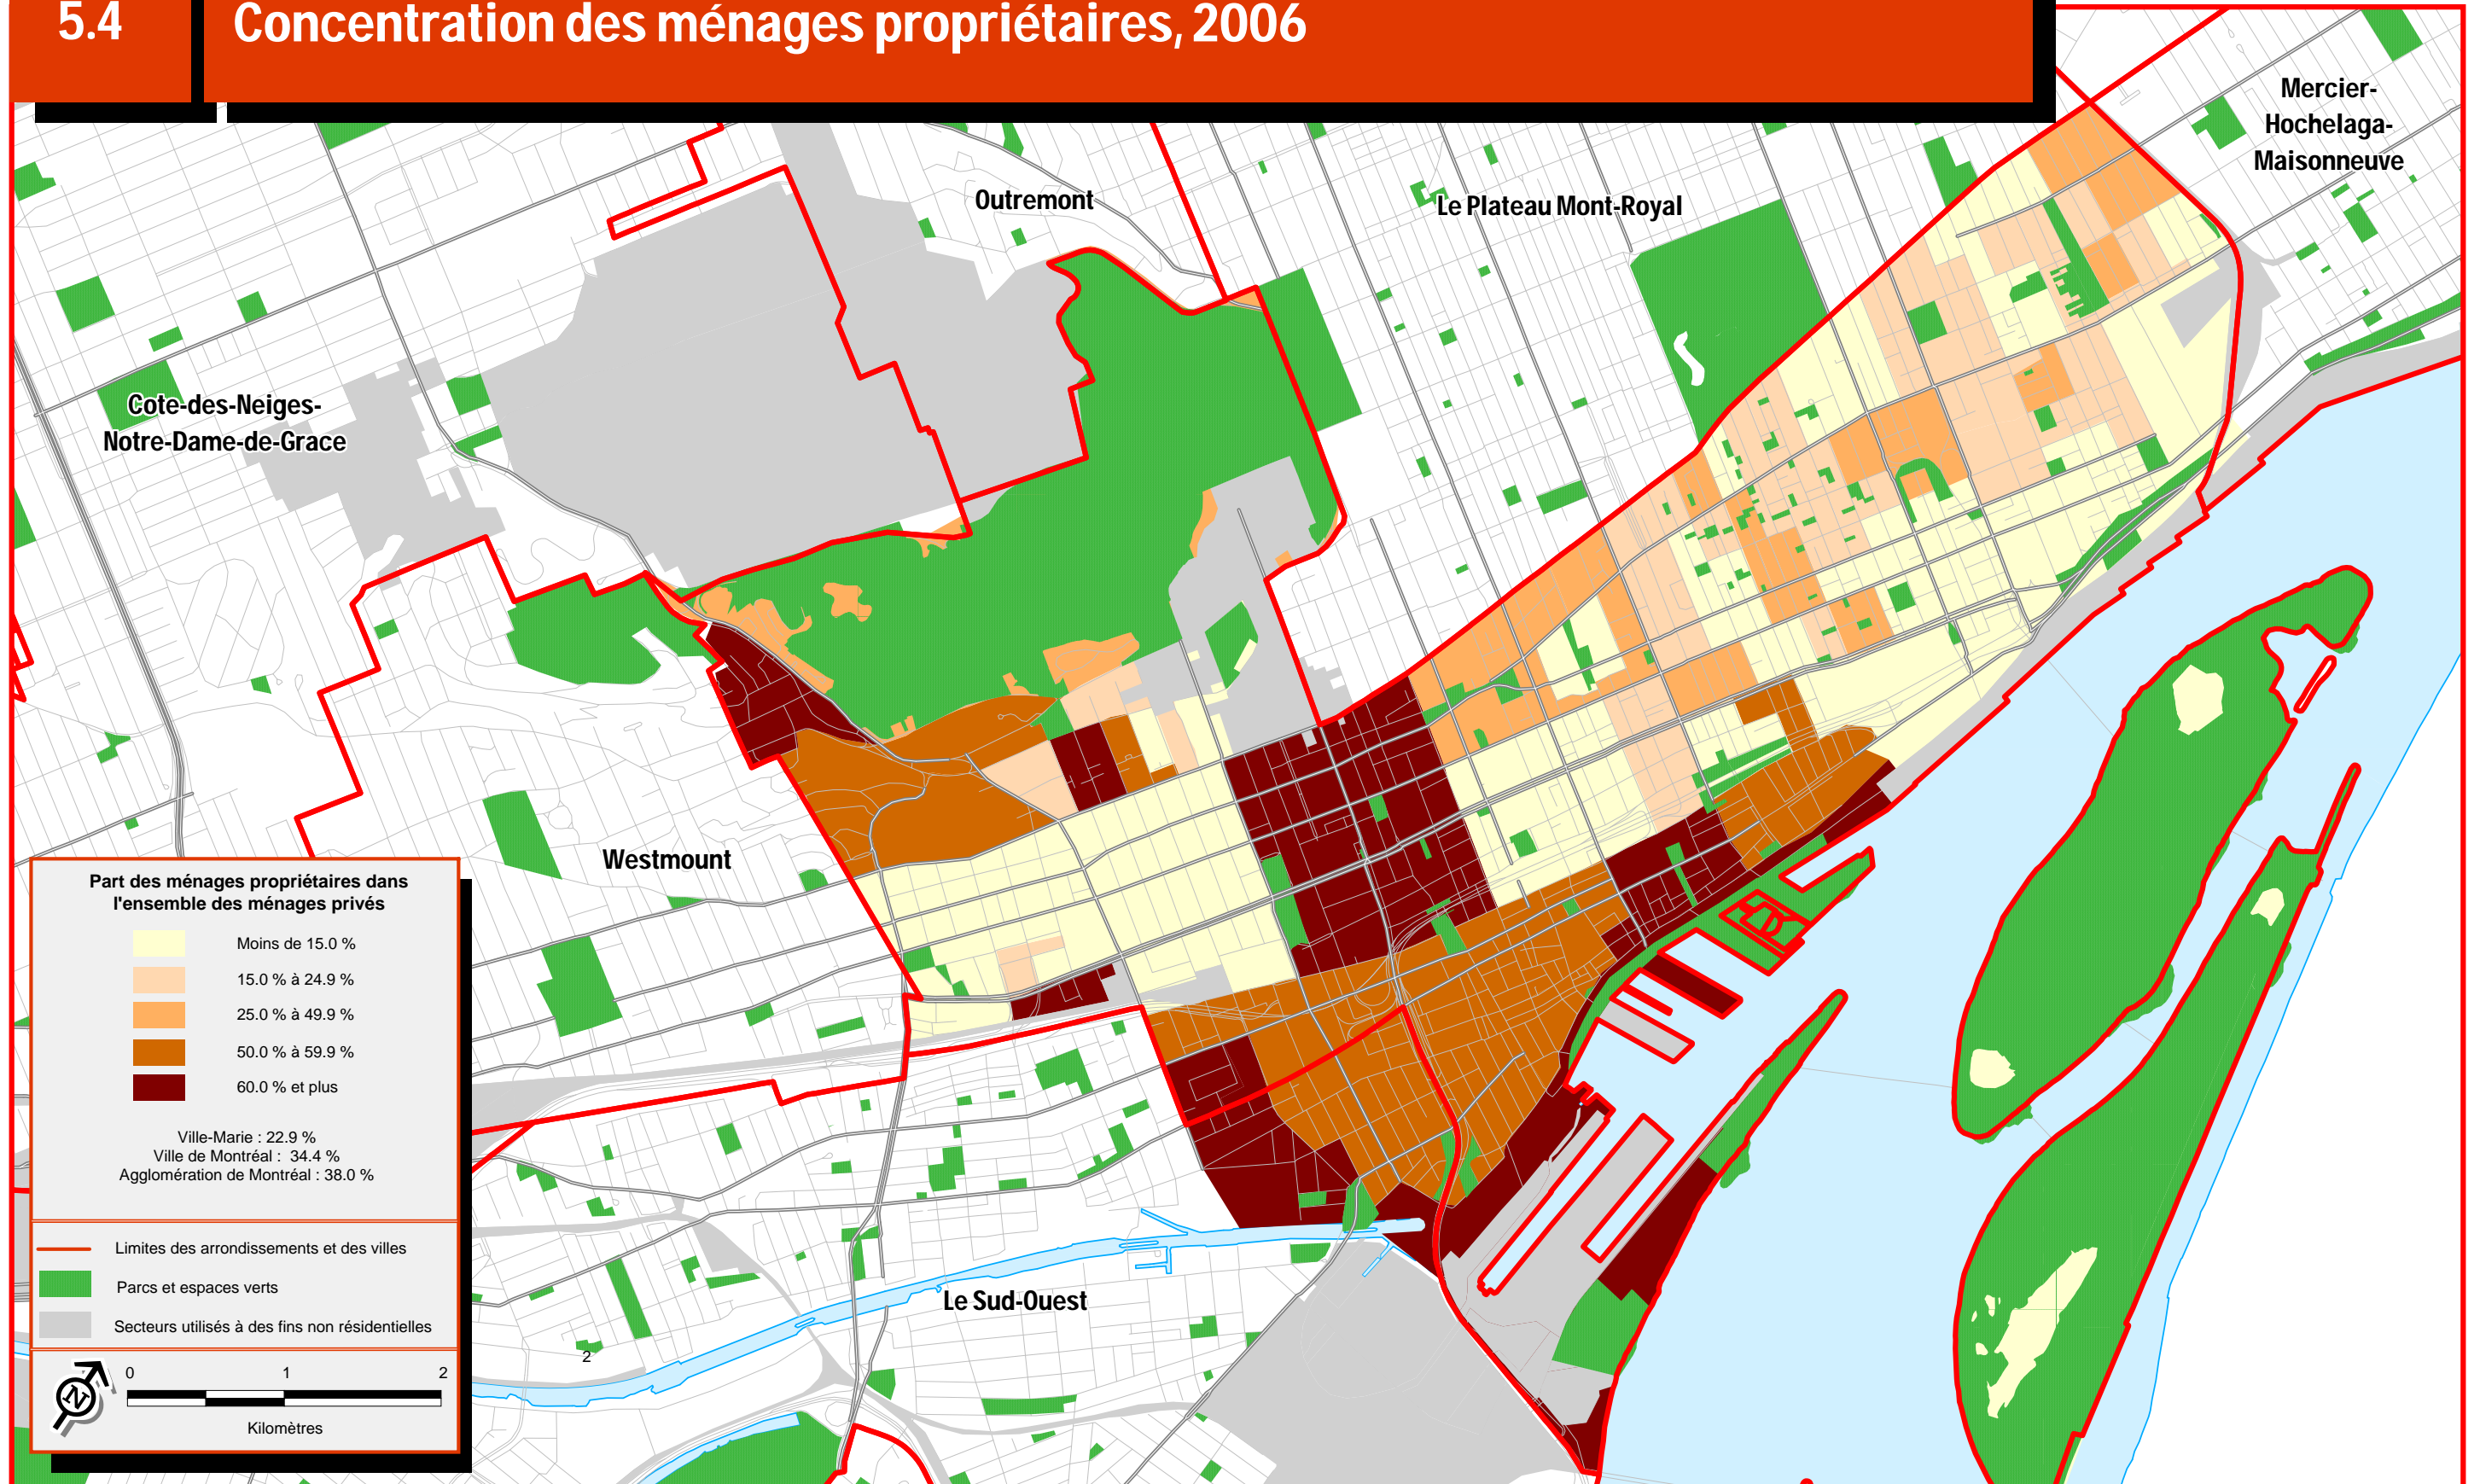 5.4
Concentration des ménages propriétaires, 2006
Mercier-
Hochelaga-
Maisonneuve
Outremont
Le Plateau Mont-Royal
Cote-des-Neiges-
Notre-Dame-de-Grace
Westmount
Le Sud-Ouest
2
Part des ménages propriétaires dans
l'ensemble des ménages privés
Moins de 15.0 %
15.0 % à 24.9 %
25.0 % à 49.9 %
50.0 % à 59.9 %
60.0 % et plus
Ville-Marie : 22.9 %
Ville de Montréal : 34.4 %
Agglomération de Montréal : 38.0 %
Limites des arrondissements et des villes
Parcs et espaces verts
Secteurs utilisés à des fins non résidentielles
N
0 1 2
Kilomètres